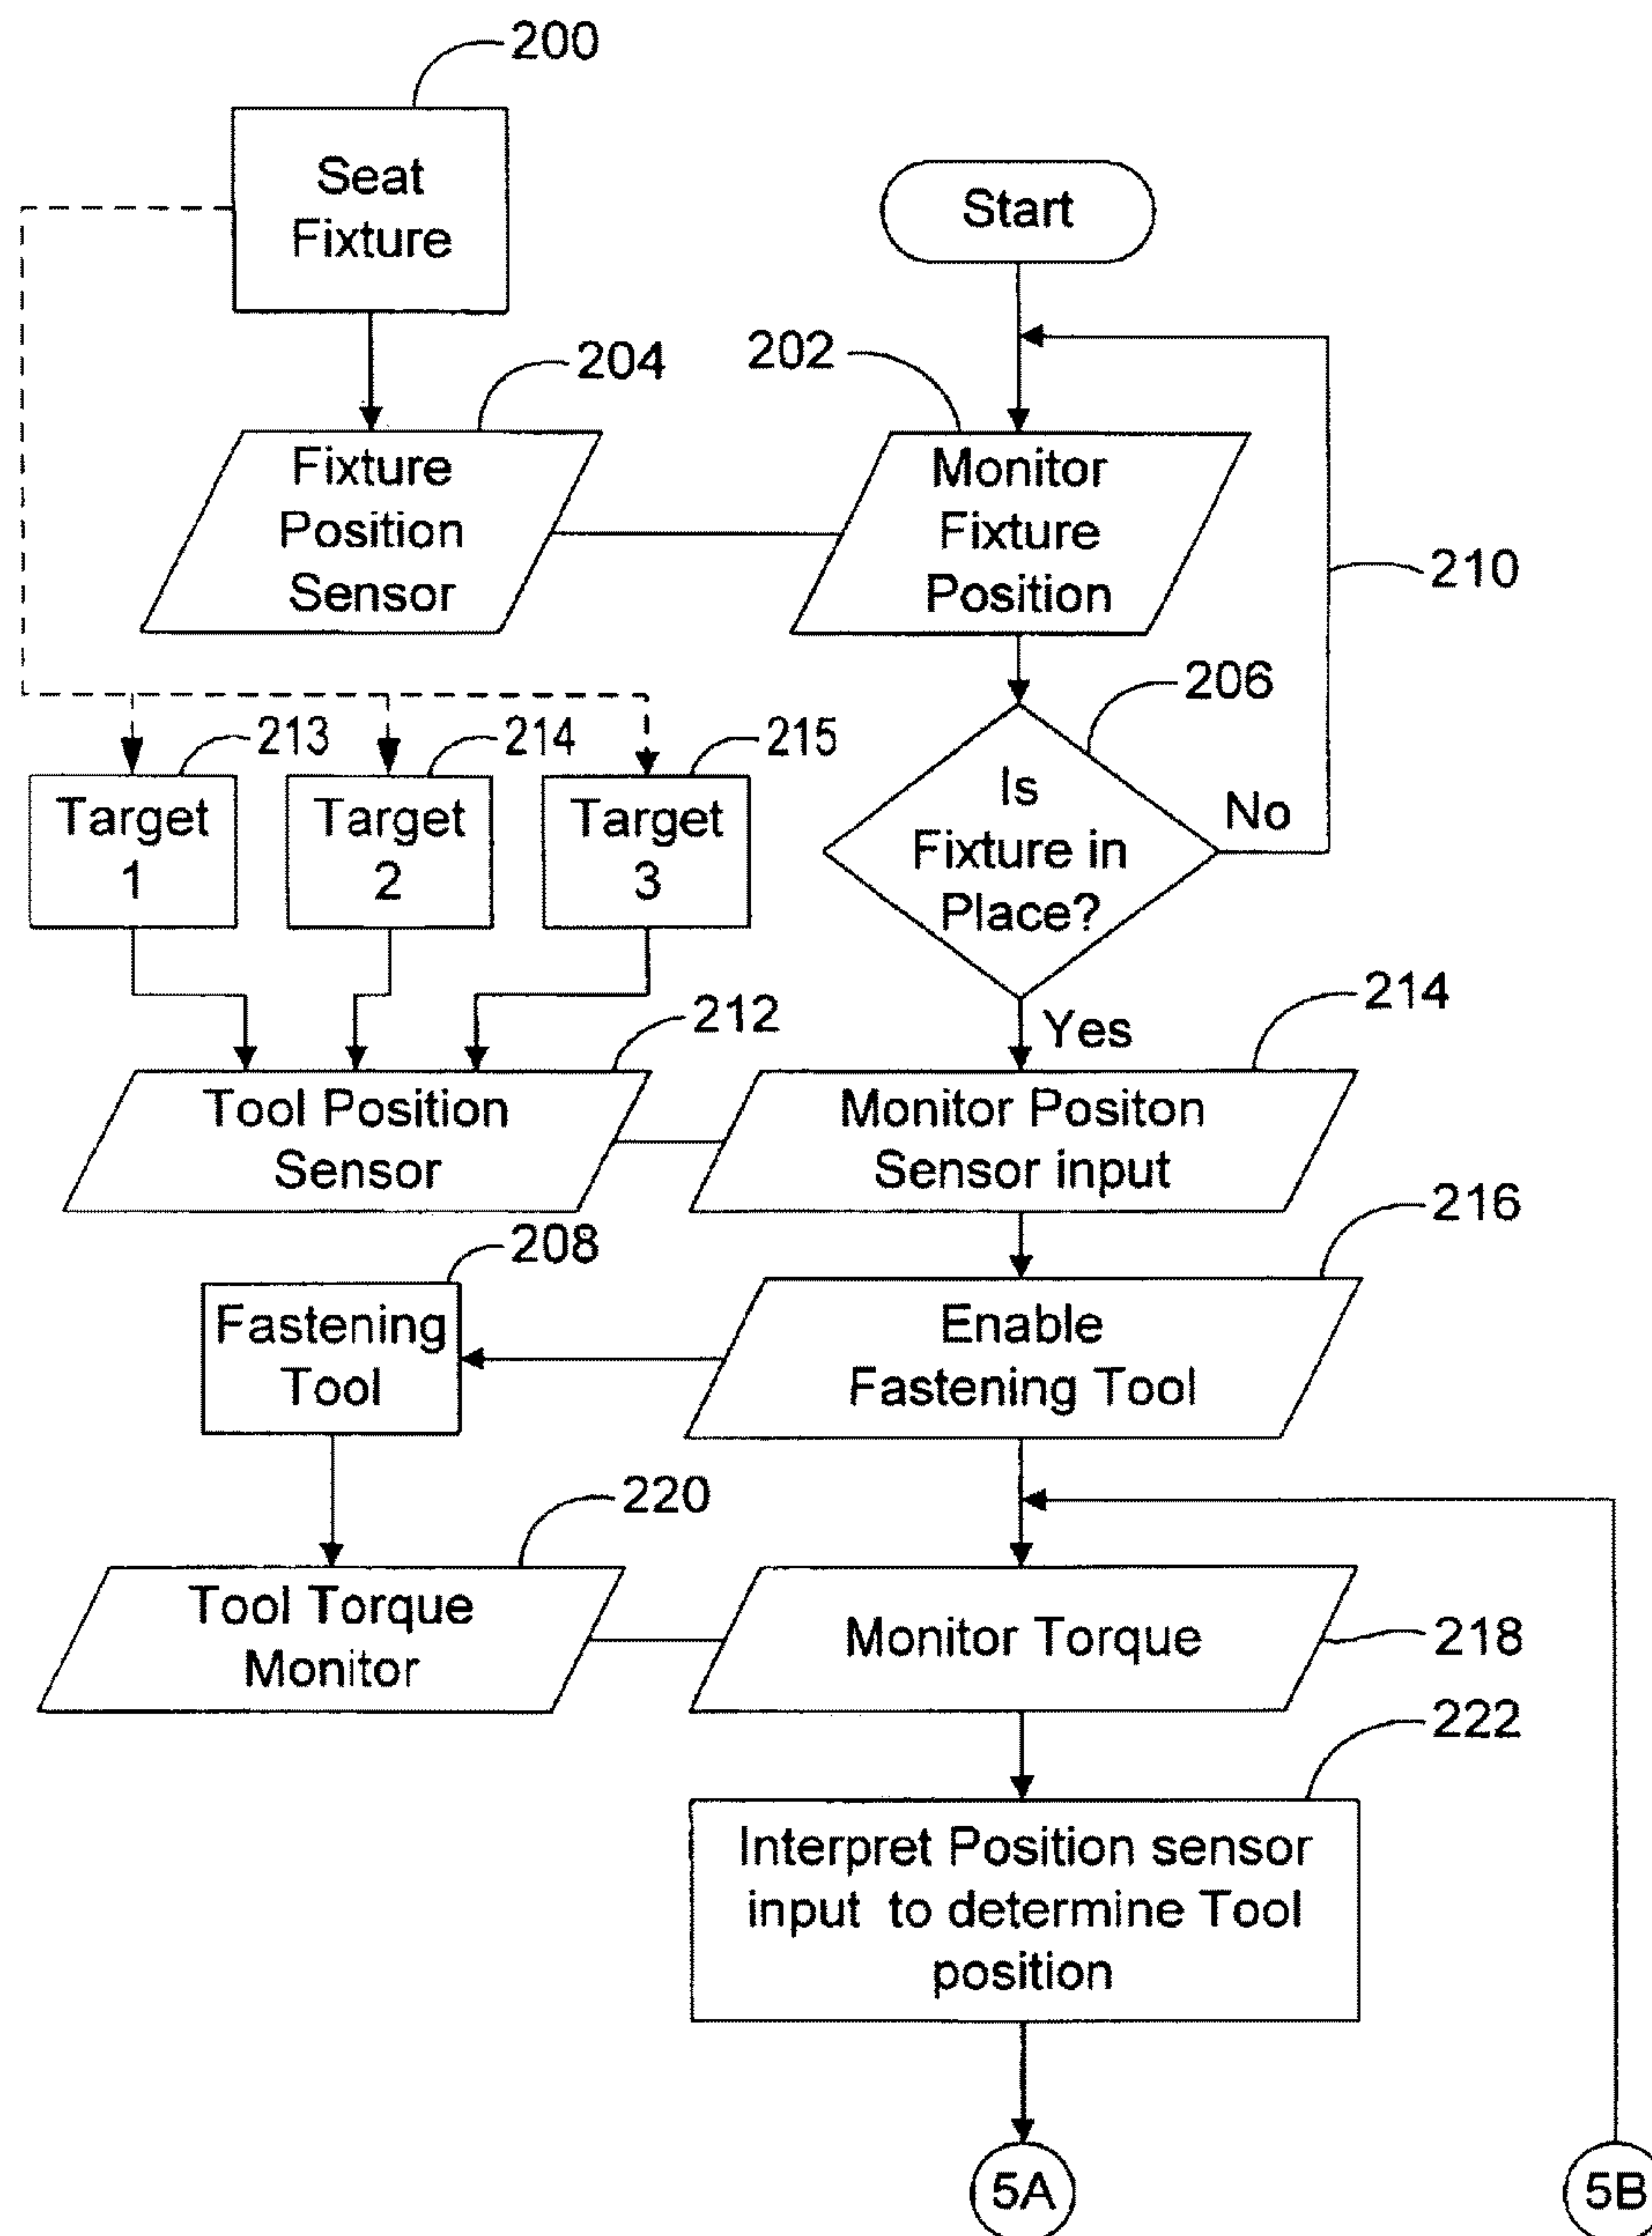 200
Seat
Fixture
Start
204
202
Fixture
Position
Sensor
Monitor
Fixture
Position
210
206
213
214
215
Target
1
Target
2
Target
3
Is
Fixture in
Place?
No
Yes
212
214
Tool Position
Sensor
Monitor Positon
Sensor input
208
216
Fastening
Tool
Enable
Fastening Tool
220
Tool Torque
Monitor
Monitor Torque
218
222
Interpret Position sensor
input to determine Tool
position
5A
5B